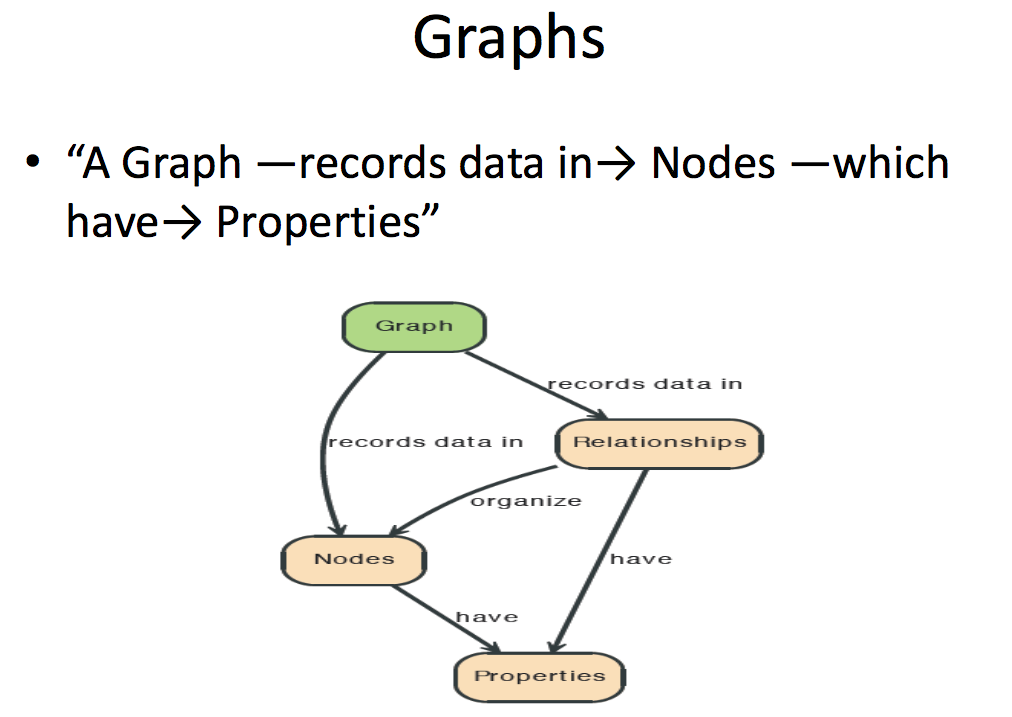 Graphs
• “A Graph —records data in→ Nodes —which
have→ Properties”
Graph
records data in
records data in
Relationships
organize
Nodes
have
have
Properties